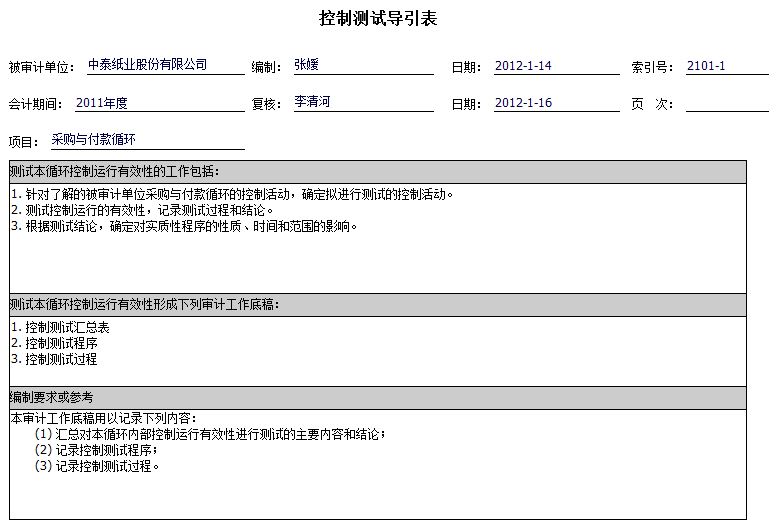 控制测试导引表
被审计单位： 中泰纸业股份有限公司 编制： 张媛 日期： 2012-1-14 索引号： 2101-1
会计期间： 2011年度 复核： 李清河 日期： 2012-1-16 页 次：
项目： 采购与付款循环
测试本循环控制运行有效性的工作包括：
1. 针对了解的被审计单位采购与付款循环的控制活动，确定拟进行测试的控制活动。
2. 测试控制运行的有效性，记录测试过程和结论。
3. 根据测试结论，确定对实质性程序的性质、时间和范围的影响。
测试本循环控制运行有效性形成下列审计工作底稿：
1. 控制测试汇总表
2. 控制测试程序
3. 控制测试过程
编制要求或参考
本审计工作底稿用以记录下列内容：
(1) 汇总对本循环内部控制运行有效性进行测试的主要内容和结论；
(2) 记录控制测试程序；
(3) 记录控制测试过程。